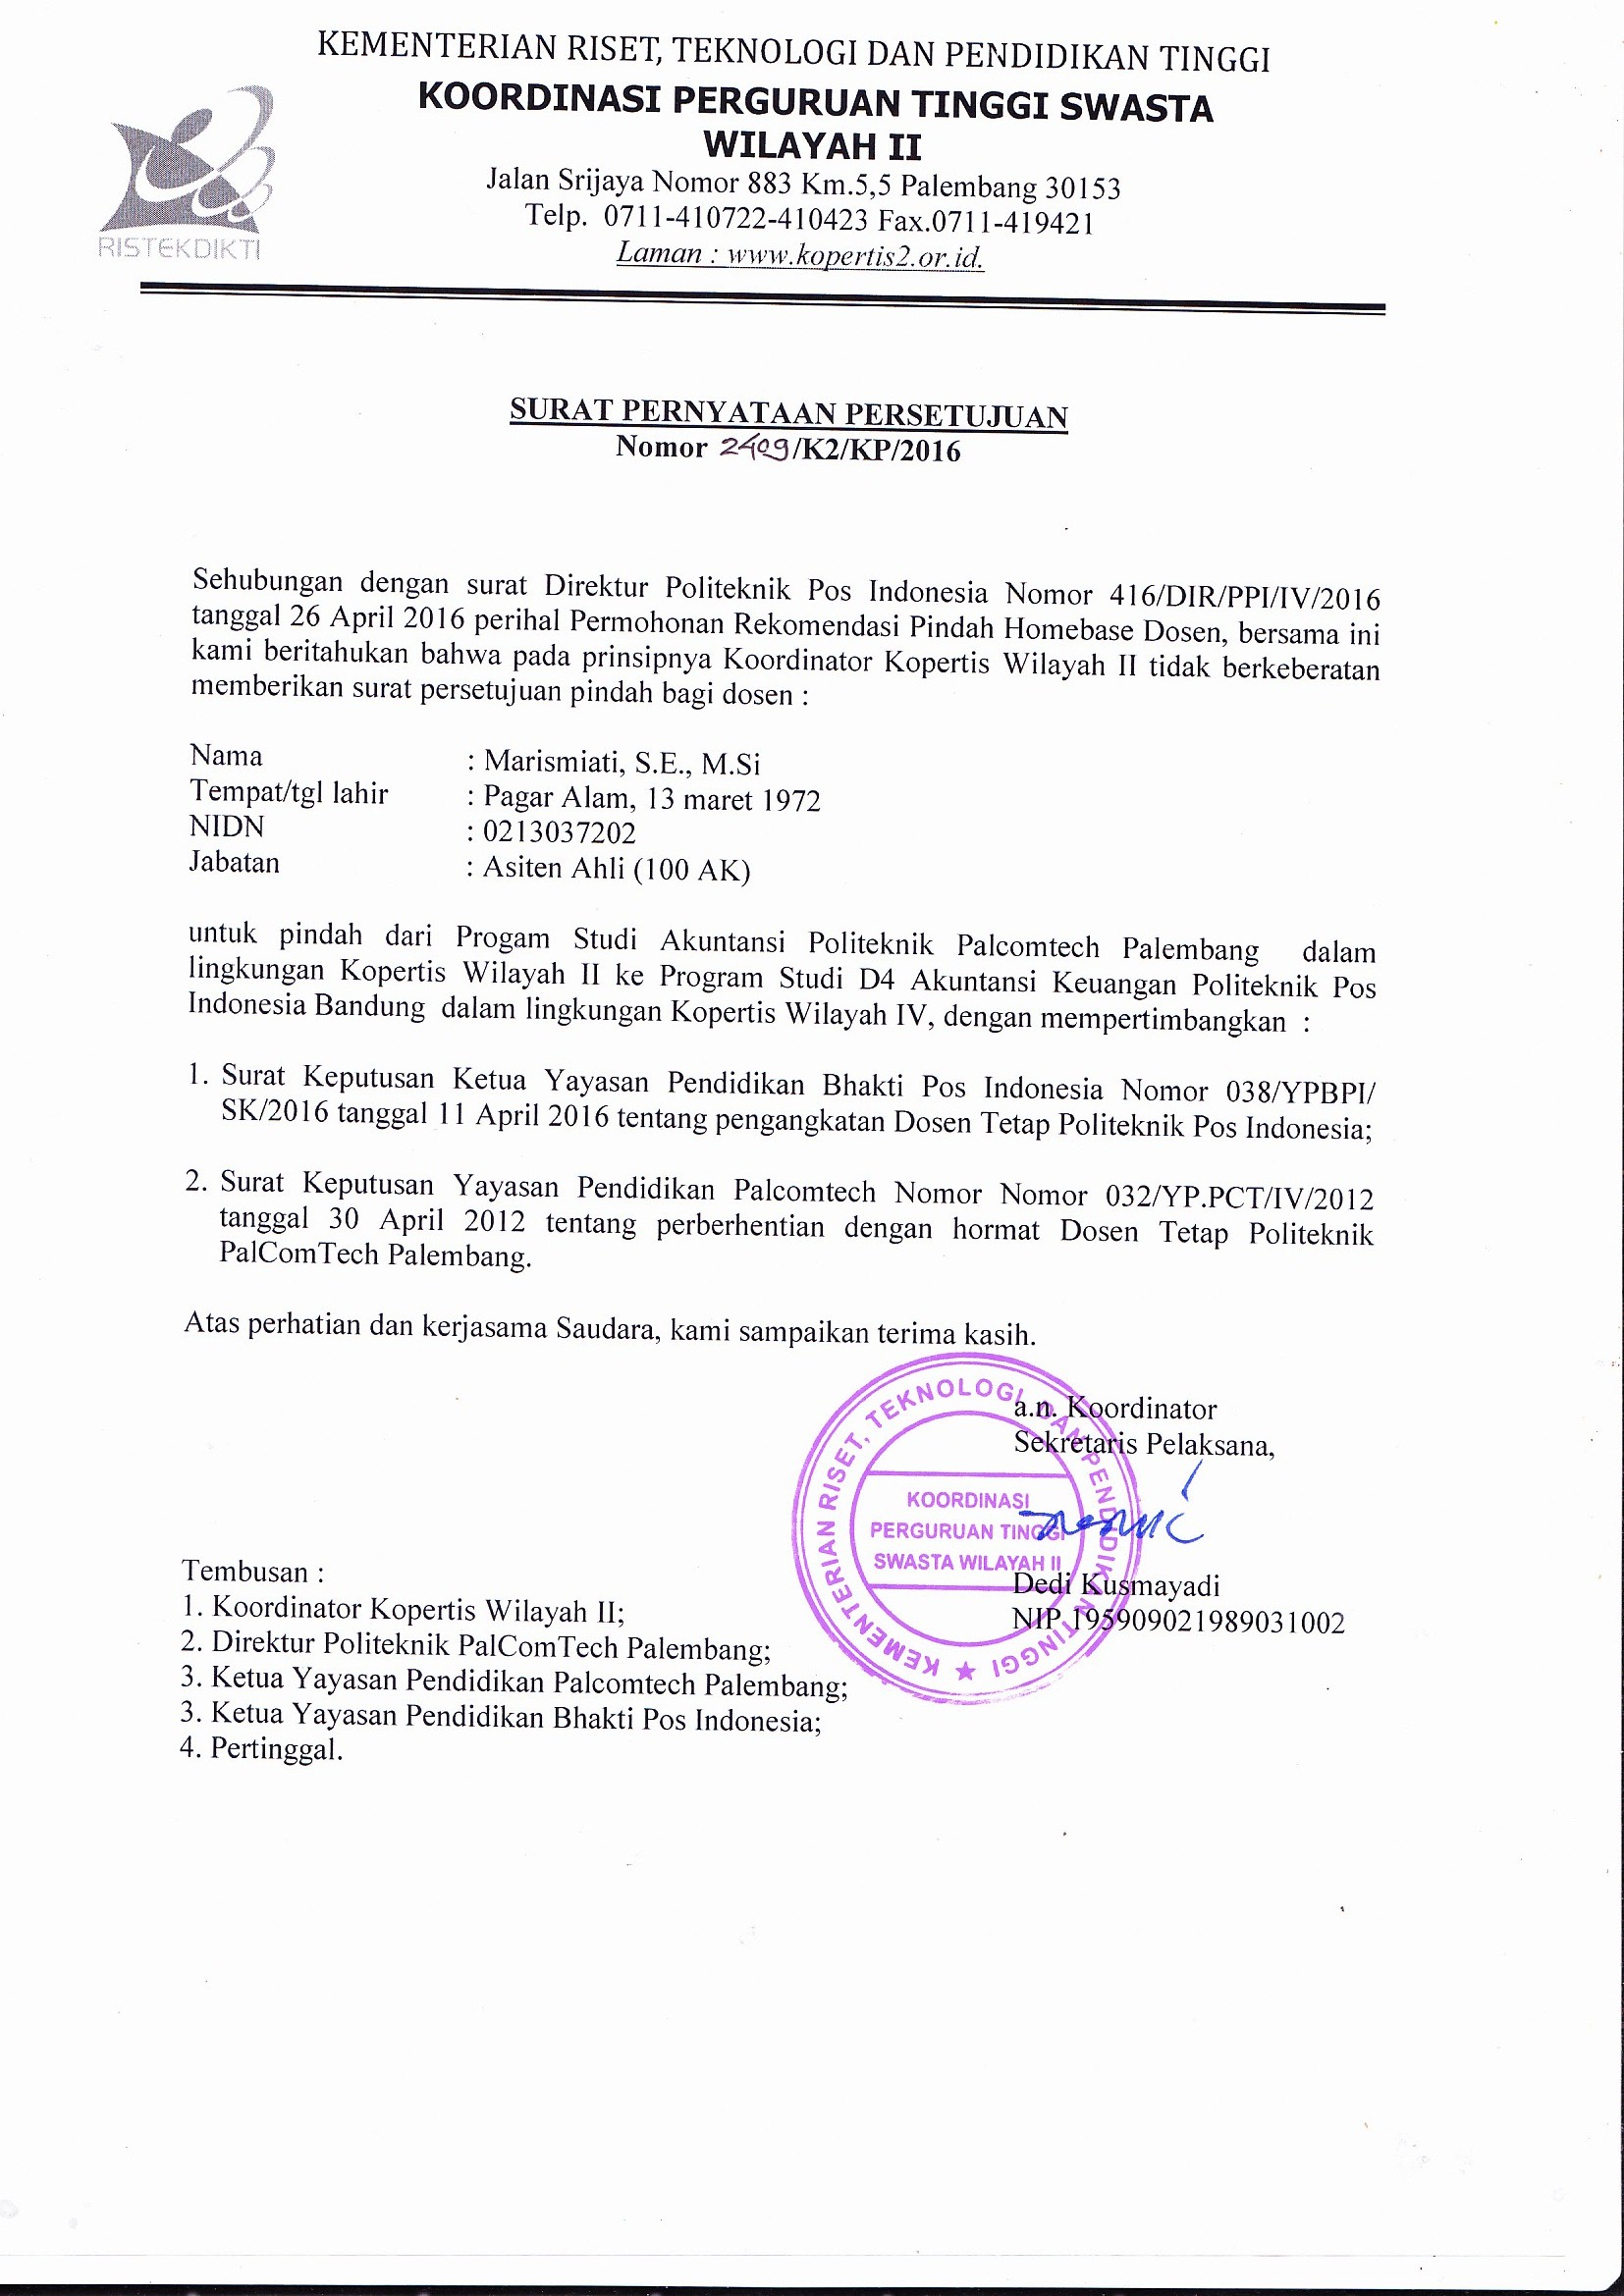 KEMENTERIAN RISET, TEKNOLOGI DAN PENDIDIKAN TINGGI
KOORDINASI PERGURUAN TINGGI SWASTA
WILAYAH II
Jalan Srijaya Nomor 883 Km.5,5 Palembang 30153
Telp. 0711-410722-410423 Fax.0711-419421
Laman : www.kopertis2.or.id.
RISTEKDIKTI
SURAT PERNYATAAN PERSETUJUAN
Nomor 2409/K2/KP/2016
Sehubungan dengan surat Direktur Politeknik Pos Indonesia Nomor 416/DIR/PPI/IV/2016
tanggal 26 April 2016 perihal Permohonan Rekomendasi Pindah Homebase Dosen, bersama ini
kami beritahukan bahwa pada prinsipnya Koordinator Kopertis Wilayah II tidak berkeberatan
memberikan surat persetujuan pindah bagi dosen :
Nama : Marismiati, S.E., M.Si
Tempat/tgl lahir : Pagar Alam, 13 maret 1972
NIDN : 0213037202
Jabatan : Asiten Ahli (100 AK)
untuk pindah dari Progam Studi Akuntansi Politeknik Palcomtech Palembang dalam
lingkungan Kopertis Wilayah II ke Program Studi D4 Akuntansi Keuangan Politeknik Pos
Indonesia Bandung dalam lingkungan Kopertis Wilayah IV, dengan mempertimbangkan :
1. Surat Keputusan Ketua Yayasan Pendidikan Bhakti Pos Indonesia Nomor 038/YPBPI/
SK/2016 tanggal 11 April 2016 tentang pengangkatan Dosen Tetap Politeknik Pos Indonesia;
2. Surat Keputusan Yayasan Pendidikan Palcomtech Nomor Nomor 032/YP.PCT/IV/2012
tanggal 30 April 2012 tentang perberhentian dengan hormat Dosen Tetap Politeknik
PalComTech Palembang.
Atas perhatian dan kerjasama Saudara, kami sampaikan terima kasih.
a.n. Koordinator
Sekretaris Pelaksana,
KEMENTERIAN RISET, TEKNOLOGI DAN PENDIDIKAN TINGGI
KOORDINASI
PERGURUAN TINGGI
SWASTA WILAYAH II
Dedi Kusmayadi
NIP 195909021989031002
Tembusan :
1. Koordinator Kopertis Wilayah II;
2. Direktur Politeknik PalComTech Palembang;
3. Ketua Yayasan Pendidikan Palcomtech Palembang;
3. Ketua Yayasan Pendidikan Bhakti Pos Indonesia;
4. Pertinggal.